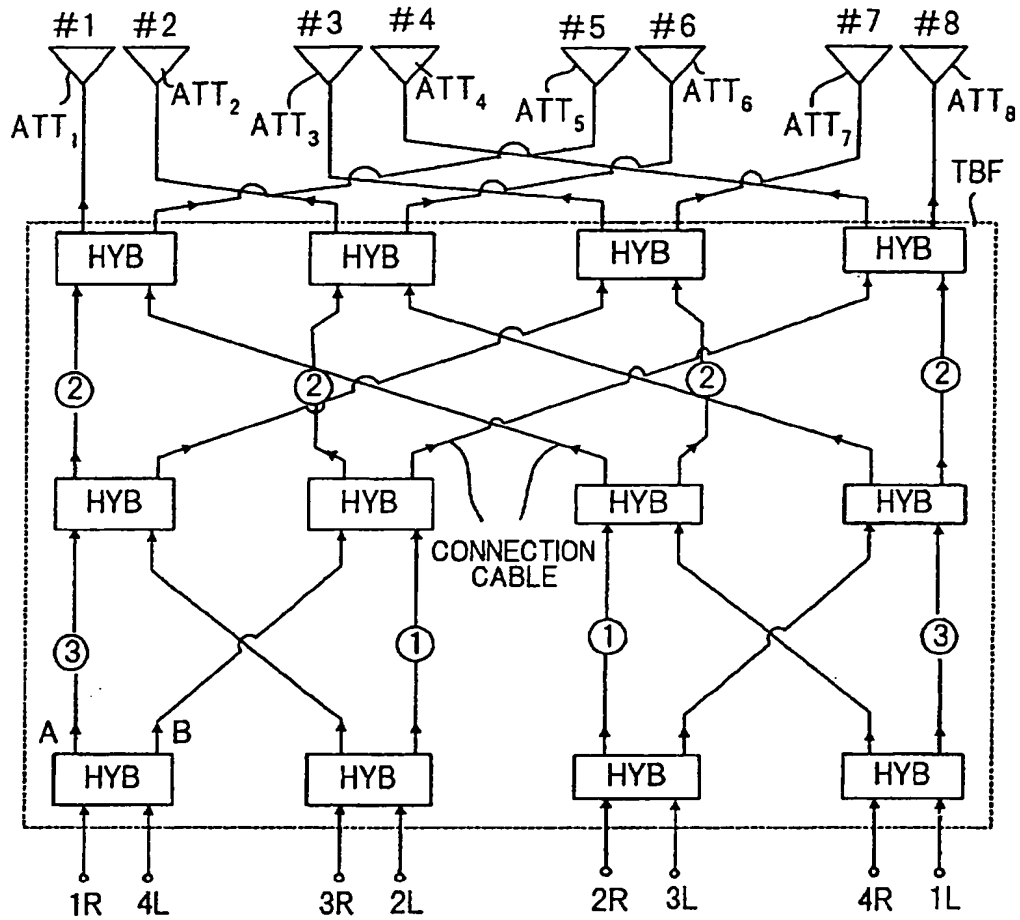 #1 #2 #3 #4 #5 #6 #7 #8
ATT1 ATT2 ATT3 ATT4 ATT5 ATT6 ATT7 ATT8
TBF
HYB HYB HYB HYB
② ② ② ②
HYB HYB HYB HYB
CONNECTION
CABLE
③ ① ① ③
A B
HYB HYB HYB HYB
1R 4L 3R 2L 2R 3L 4R 1L